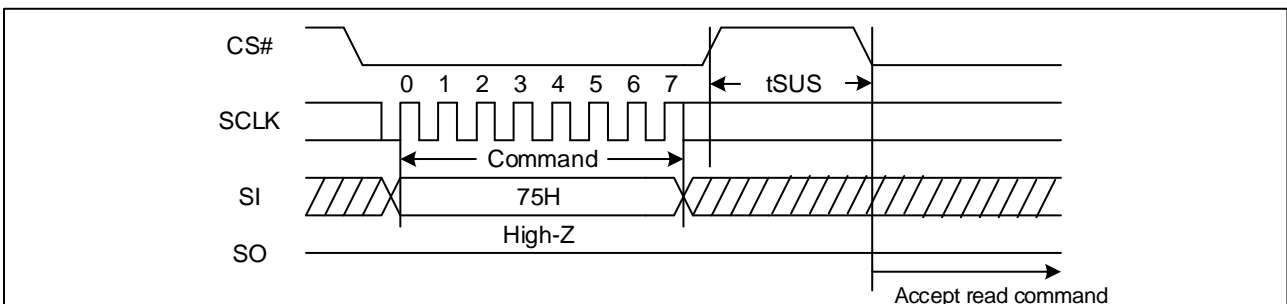 CS#
0 1 2 3 4 5 6 7
tSUS
SCLK
Command
SI
75H
High-Z
SO
Accept read command